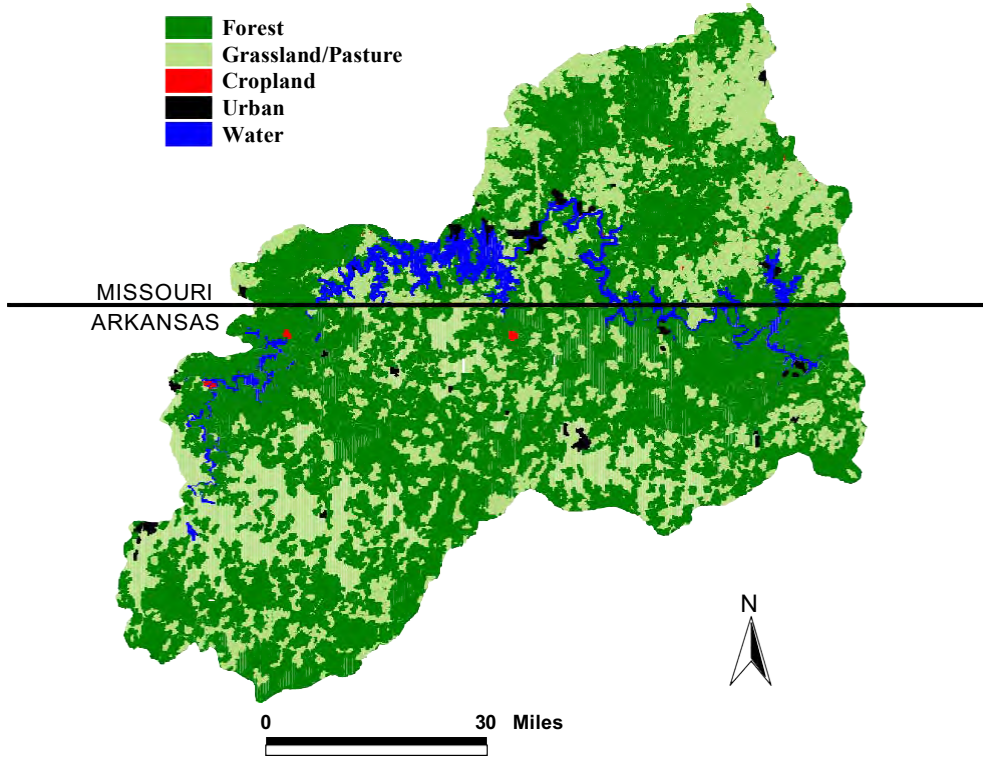 Forest
Grassland/Pasture
Cropland
Urban
Water
MISSOURI
ARKANSAS
N
0 30 Miles